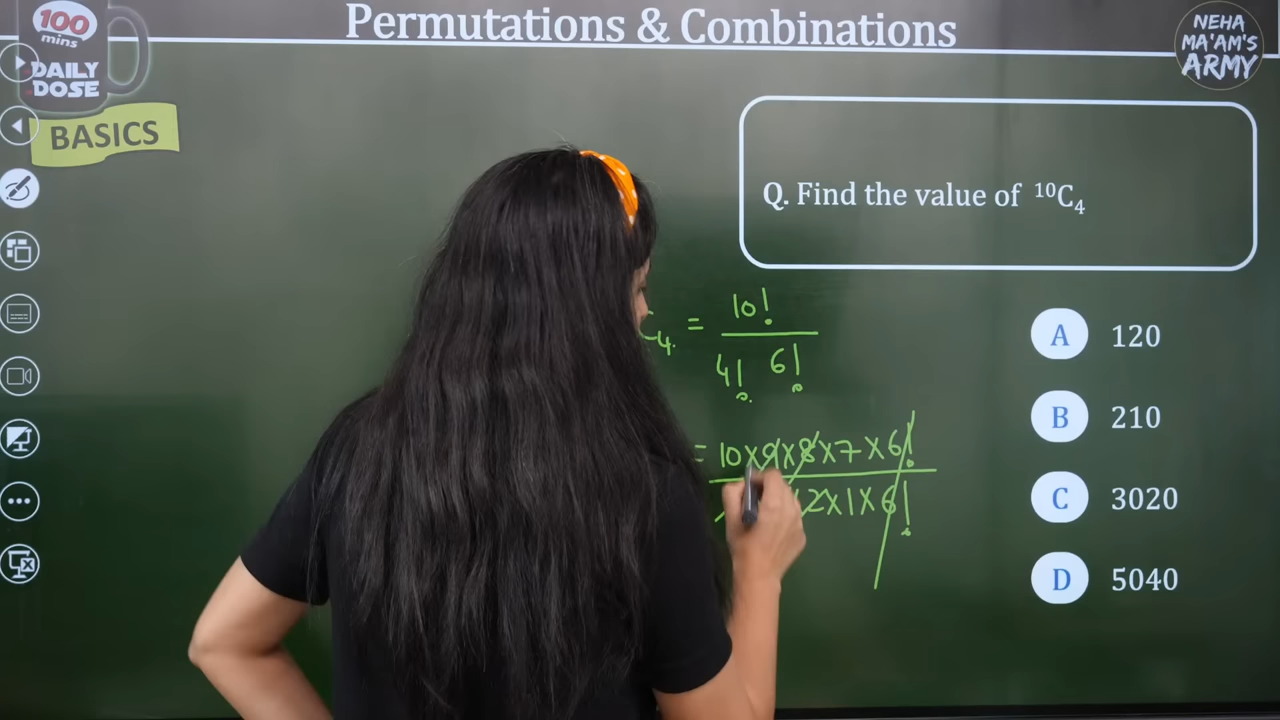 Permutations & Combinations
100
mins
DAILY
DOSE
NEHA
MA'AM'S
ARMY
BASICS
Q. Find the value of ¹⁰C₄
C₄. = 10! / 4! 6!
= 10×9×8×7×6! / 2×1×6!
A 120
B 210
C 3020
D 5040